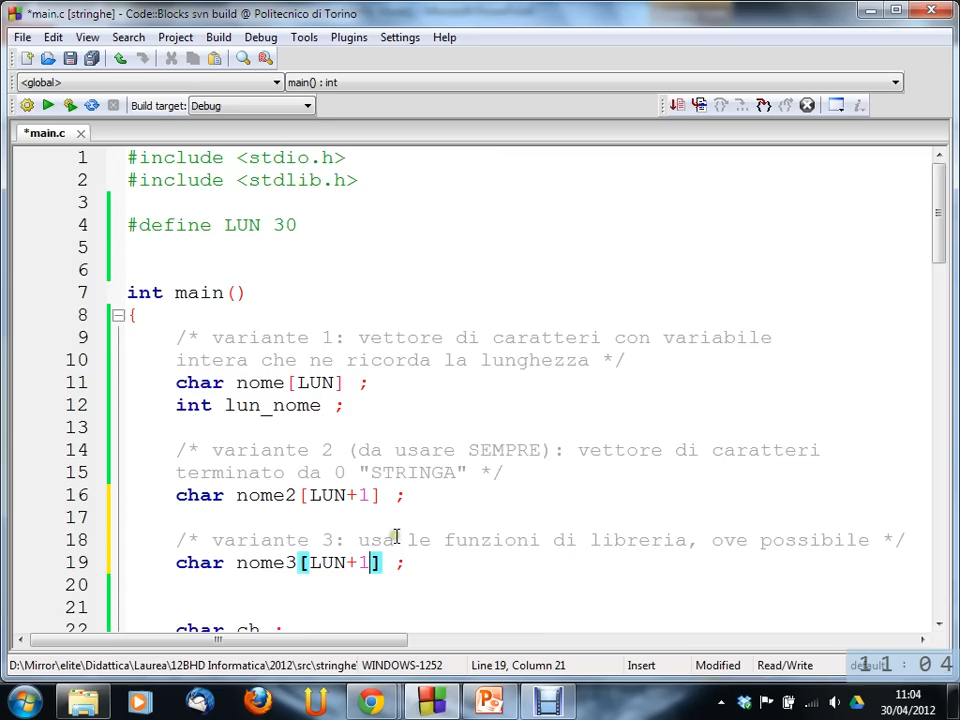 *main.c [stringhe] - Code::Blocks svn build @ Politecnico di Torino
File Edit View Search Project Build Debug Tools Plugins Settings Help
<global> main() : int
Build target: Debug
*main.c
1 #include <stdio.h>
2 #include <stdlib.h>
3
4 #define LUN 30
5
6
7 int main()
8 {
9 /* variante 1: vettore di caratteri con variabile
10 intera che ne ricorda la lunghezza */
11 char nome[LUN] ;
12 int lun_nome ;
13
14 /* variante 2 (da usare SEMPRE): vettore di caratteri
15 terminato da 0 "STRINGA" */
16 char nome2[LUN+1] ;
17
18 /* variante 3: usa le funzioni di libreria, ove possibile */
19 char nome3[LUN+1] ;
20
21
22 char ch ;
D:\Mirror\elite\Didattica\Laurea\12BHD Informatica\2012\src\stringhe WINDOWS-1252 Line 19, Column 21 Insert Modified Read/Write default
11:04
11:04
30/04/2012